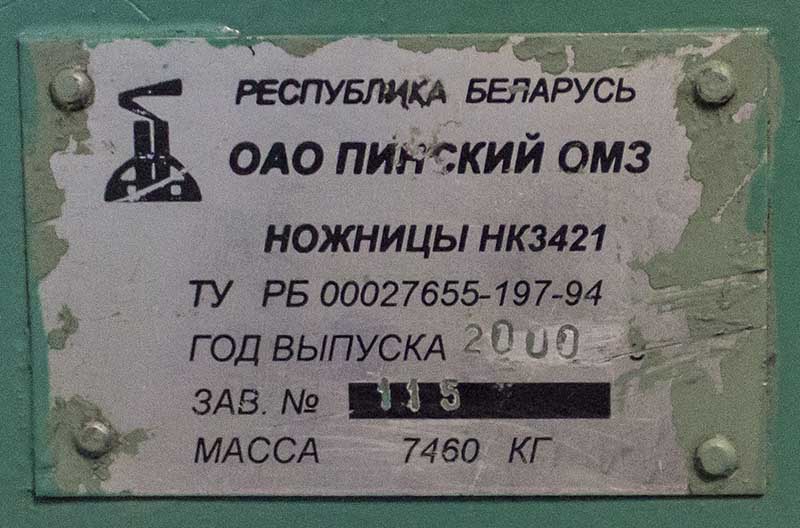 РЕСПУБЛИКА БЕЛАРУСЬ
ОАО ПИНСКИЙ ОМЗ
НОЖНИЦЫ НК3421
ТУ РБ 00027655-197-94
ГОД ВЫПУСКА 2000
ЗАВ. № 115
МАССА 7460 КГ